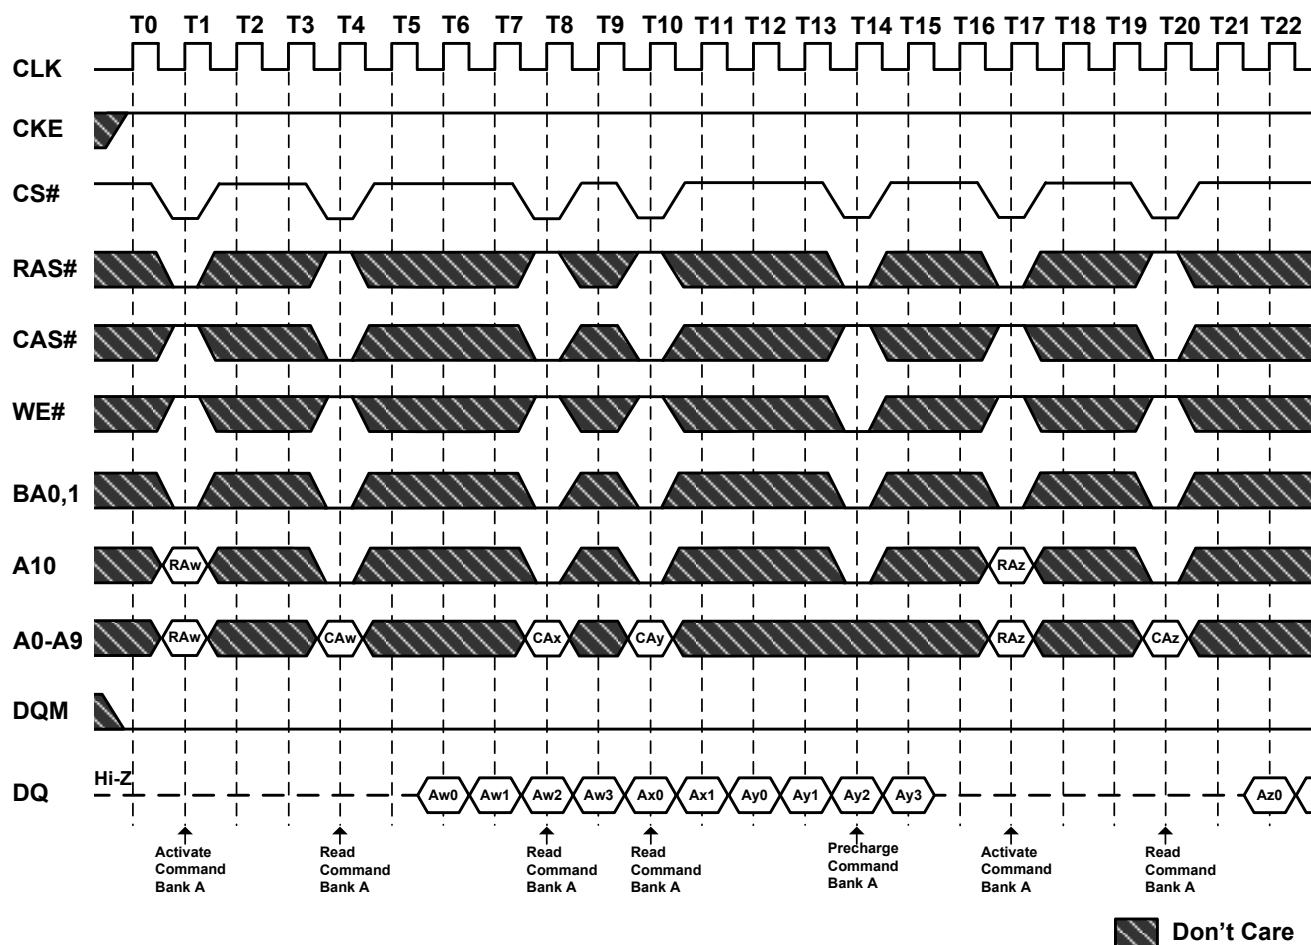 T0 T1 T2 T3 T4 T5 T6 T7 T8 T9 T10 T11 T12 T13 T14 T15 T16 T17 T18 T19 T20 T21 T22
CLK
CKE
CS#
RAS#
CAS#
WE#
BA0,1
A10 RAw RAz
A0-A9 RAw CAw CAx CAy RAz CAz
DQM
Hi-Z
DQ Aw0 Aw1 Aw2 Aw3 Ax0 Ax1 Ay0 Ay1 Ay2 Ay3 Az0
Activate
Command
Bank A
Read
Command
Bank A
Read
Command
Bank A
Read
Command
Bank A
Precharge
Command
Bank A
Activate
Command
Bank A
Read
Command
Bank A
Don't Care